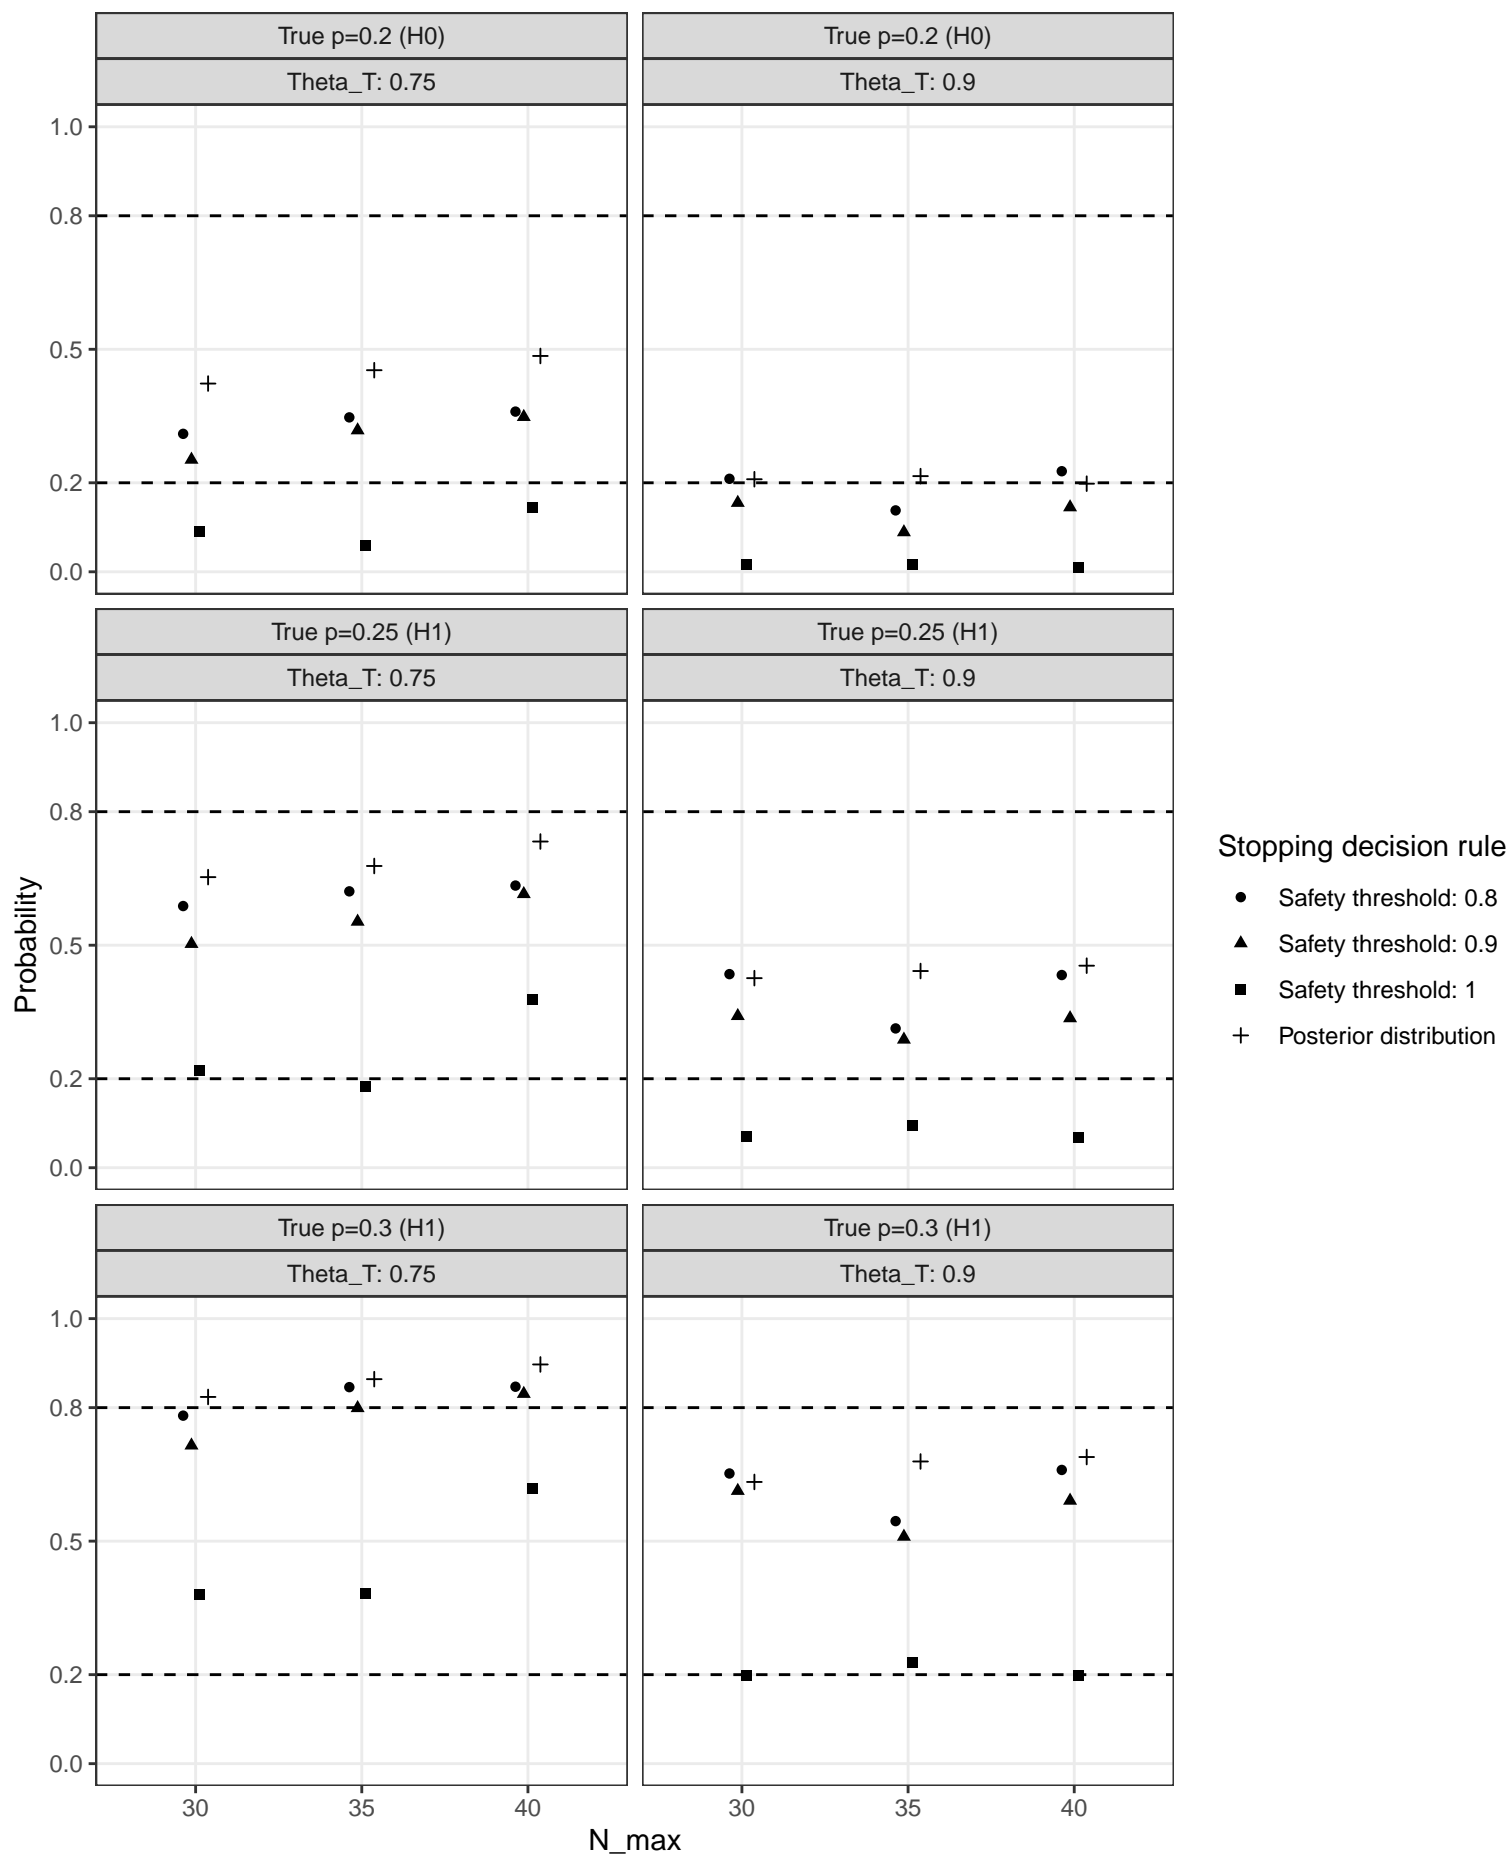 True p=0.2 (H0)
True p=0.2 (H0)
Theta_T: 0.75
Theta_T: 0.9
1.0
0.8
0.5
0.2
0.0
True p=0.25 (H1)
True p=0.25 (H1)
Theta_T: 0.75
Theta_T: 0.9
1.0
0.8
0.5
0.2
0.0
Probability
True p=0.3 (H1)
True p=0.3 (H1)
Theta_T: 0.75
Theta_T: 0.9
1.0
0.8
0.5
0.2
0.0
30
35
40
30
35
40
N_max
Stopping decision rule
Safety threshold: 0.8
Safety threshold: 0.9
Safety threshold: 1
Posterior distribution